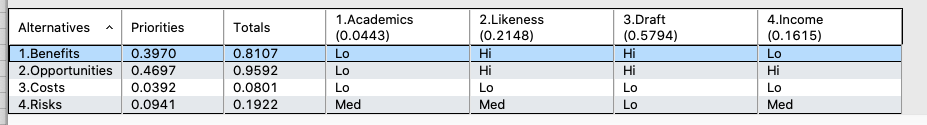 Alternatives Priorities Totals 1.Academics (0.0443) 2.Likeness (0.2148) 3.Draft (0.5794) 4.Income (0.1615)
1.Benefits 0.3970 0.8107 Lo Hi Hi Lo
2.Opportunities 0.4697 0.9592 Lo Hi Hi Hi
3.Costs 0.0392 0.0801 Lo Lo Lo Lo
4.Risks 0.0941 0.1922 Med Med Lo Med